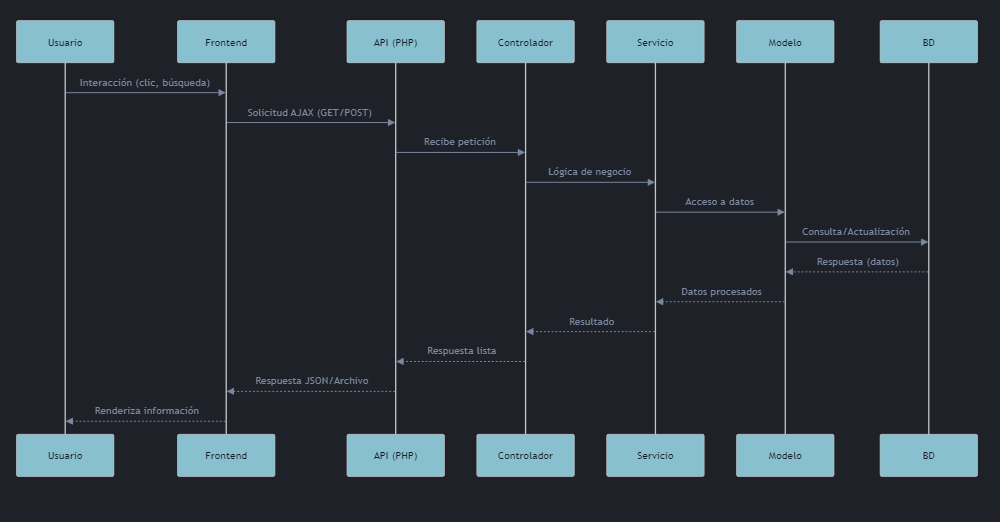 Usuario
Frontend
API (PHP)
Controlador
Servicio
Modelo
BD
Interacción (clic, búsqueda)
Solicitud AJAX (GET/POST)
Recibe petición
Lógica de negocio
Acceso a datos
Consulta/Actualización
Respuesta (datos)
Datos procesados
Resultado
Respuesta lista
Respuesta JSON/Archivo
Renderiza información
Usuario
Frontend
API (PHP)
Controlador
Servicio
Modelo
BD